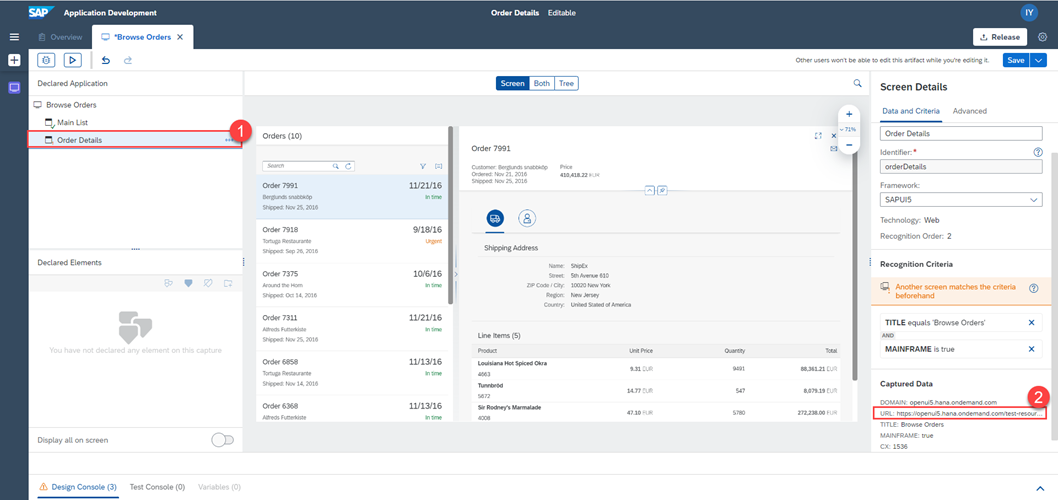 SAP Application Development
Order Details Editable
IY
Overview
*Browse Orders
Release
Other users won't be able to edit this artifact while you're editing it.
Save
Declared Application
Browse Orders
Main List
Order Details
1
Declared Elements
You have not declared any element on this capture
Display all on screen
Screen Both Tree
71%
Orders (10)
Search
Order 7991 11/21/16
Berglunds snabbköp In time
Shipped: Nov 25, 2016
Order 7918 9/18/16
Tortuga Restaurante Urgent
Shipped: Sep 26, 2016
Order 7375 10/6/16
Around the Horn In time
Shipped: Oct 14, 2016
Order 7311 11/21/16
Alfreds Futterkiste In time
Shipped: Nov 25, 2016
Order 6858 11/13/16
Tortuga Restaurante In time
Shipped: Nov 14, 2016
Order 6368 11/13/16
Alfreds Futterkiste In time
Order 7991
Customer: Berglunds snabbköp Price
Ordered: Nov 21, 2016 410,418.22 EUR
Shipped: Nov 25, 2016
Shipping Address
Name: ShipEx
Street: 5th Avenue 610
ZIP Code / City: 10020 New York
Region: New Jersey
Country: United States of America
Line Items (5)
Product Unit Price Quantity Total
Louisiana Hot Spiced Okra 9.31 EUR 9491 88,361.21 EUR
4663
Tunnbröd 14.77 EUR 547 8,079.19 EUR
5672
Sir Rodney's Marmalade 47.10 EUR 5780 272,238.00 EUR
4008
Screen Details
Data and Criteria Advanced
Order Details
Identifier: *
orderDetails
Framework:
SAPUI5
Technology: Web
Recognition Order: 2
Recognition Criteria
Another screen matches the criteria
beforehand
TITLE equals 'Browse Orders'
AND
MAINFRAME is true
Captured Data
2
DOMAIN: openui5.hana.ondemand.com
URL: https://openui5.hana.ondemand.com/test-resour...
TITLE: Browse Orders
MAINFRAME: true
CX: 1536
Design Console (3) Test Console (0) Variables (0)